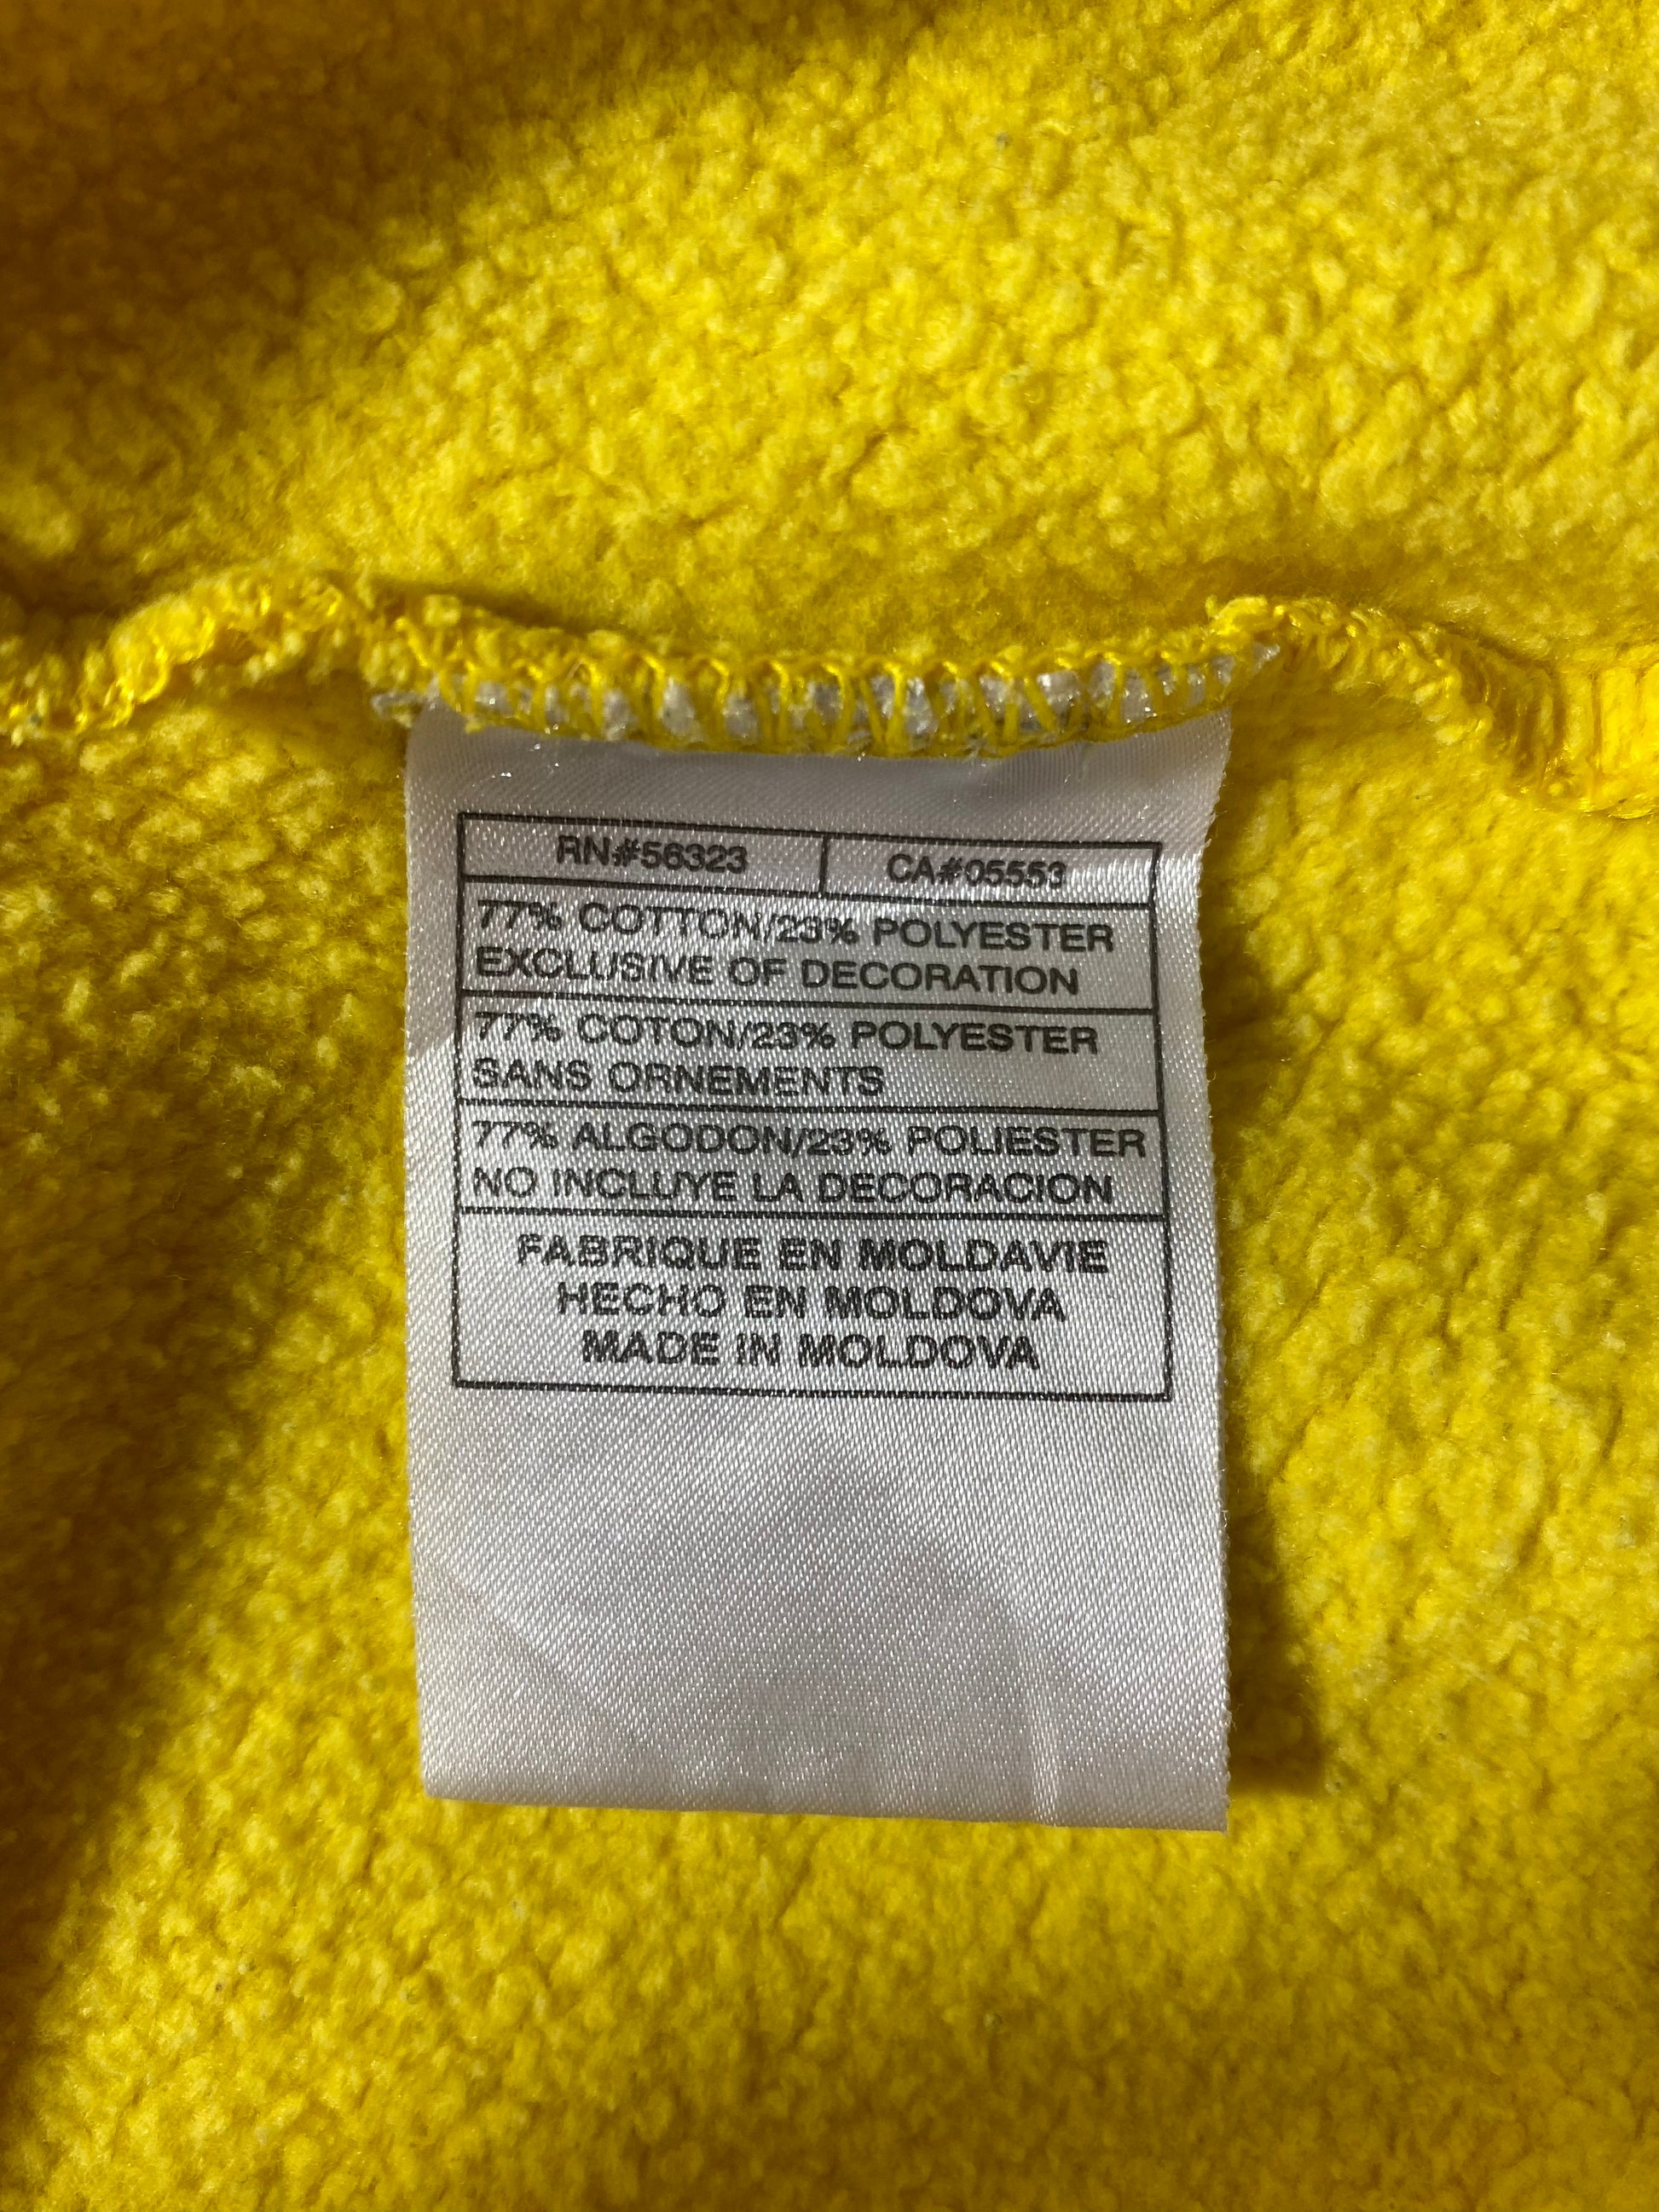 RN#56323 CA#05553
77% COTTON/23% POLYESTER
EXCLUSIVE OF DECORATION
77% COTON/23% POLYESTER
SANS ORNEMENTS
77% ALGODON/23% POLIESTER
NO INCLUYE LA DECORACION
FABRIQUE EN MOLDAVIE
HECHO EN MOLDOVA
MADE IN MOLDOVA